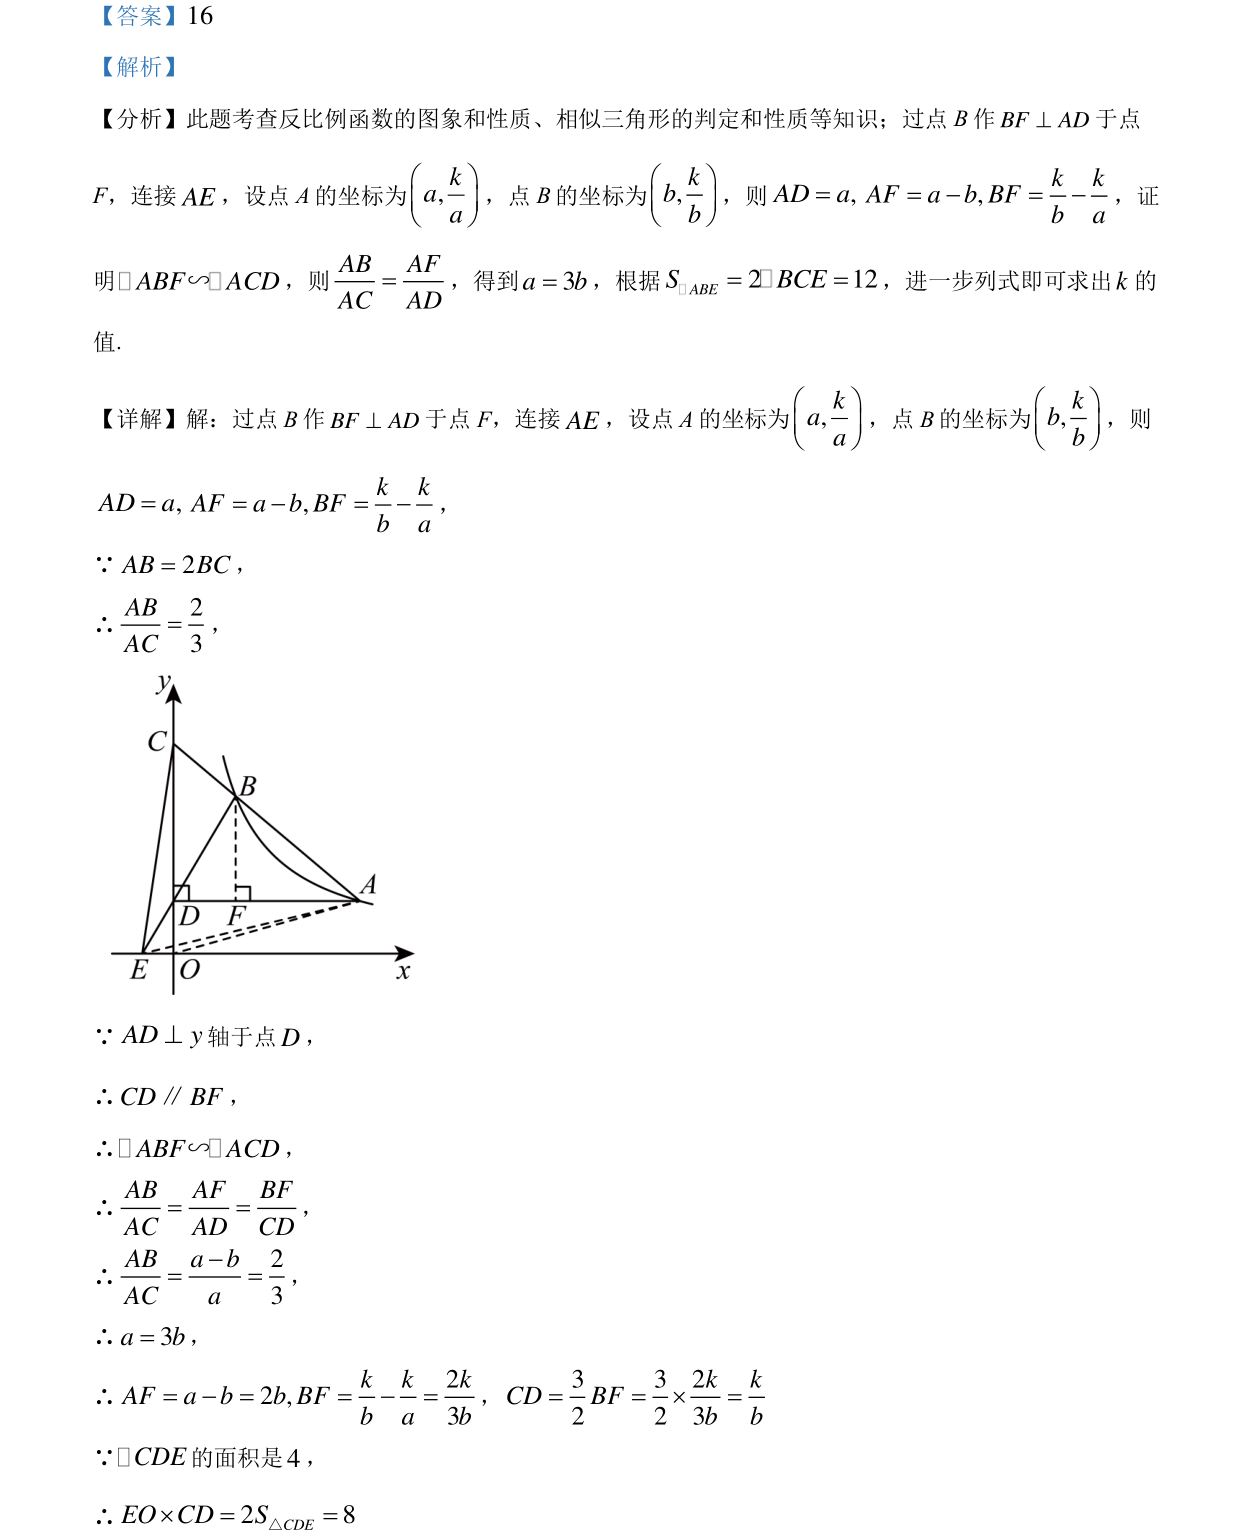 【答案】16
【解析】
【分析】此题考查反比例函数的图象和性质、相似三角形的判定和性质等知识；过点 B 作 BF ⊥ AD 于点
F，连接 AE，设点 A 的坐标为(a, k/a)，点 B 的坐标为(b, k/b)，则 AD = a, AF = a − b, BF = k/b − k/a，证
明□ABF∽□ACD，则 AB/AC = AF/AD，得到 a = 3b，根据 S□ABE = 2□BCE = 12，进一步列式即可求出 k 的
值.
【详解】解：过点 B 作 BF ⊥ AD 于点 F，连接 AE，设点 A 的坐标为(a, k/a)，点 B 的坐标为(b, k/b)，则
AD = a, AF = a − b, BF = k/b − k/a，
∵ AB = 2BC，
∴ AB/AC = 2/3，
y
C
B
A
D F
E O x
∵ AD ⊥ y 轴于点 D，
∴ CD ∥ BF，
∴□ABF∽□ACD，
∴ AB/AC = AF/AD = BF/CD，
∴ AB/AC = (a−b)/a = 2/3，
∴ a = 3b，
∴ AF = a − b = 2b, BF = k/b − k/a = 2k/3b，CD = 3/2 BF = 3/2 × 2k/3b = k/b
∵□CDE 的面积是 4，
∴ EO × CD = 2S△CDE = 8